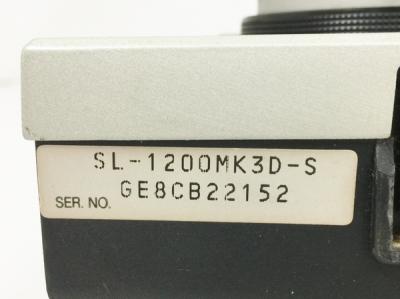 SL-1200MK3D-S
GE8CB22152
SER. NO.